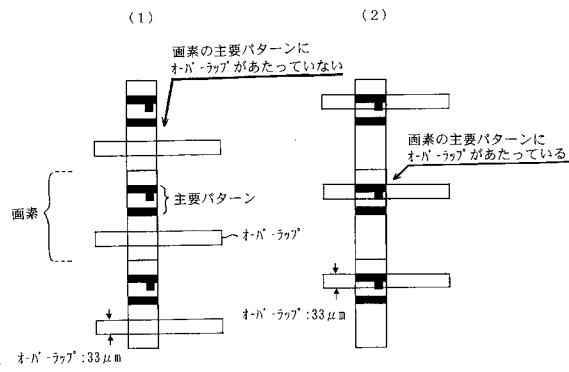 (1)
画素の主要パターンに
オーバーラップがあたっていない
画素
主要パターン
オーバーラップ
オーバーラップ:33μm
(2)
画素の主要パターンに
オーバーラップがあたっている
オーバーラップ:33μm